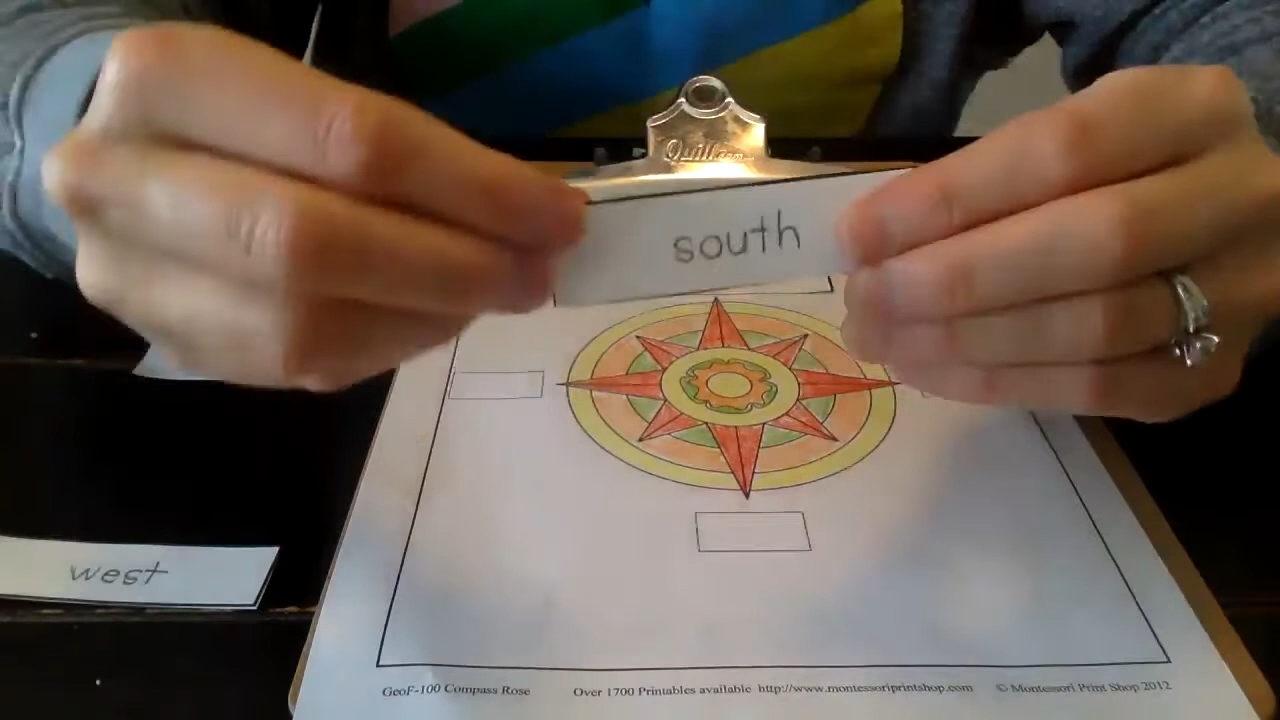 Quill.com
south
west
GeoF-100 Compass Rose Over 1700 Printables available http://www.montessoriprintshop.com © Montessori Print Shop 2012